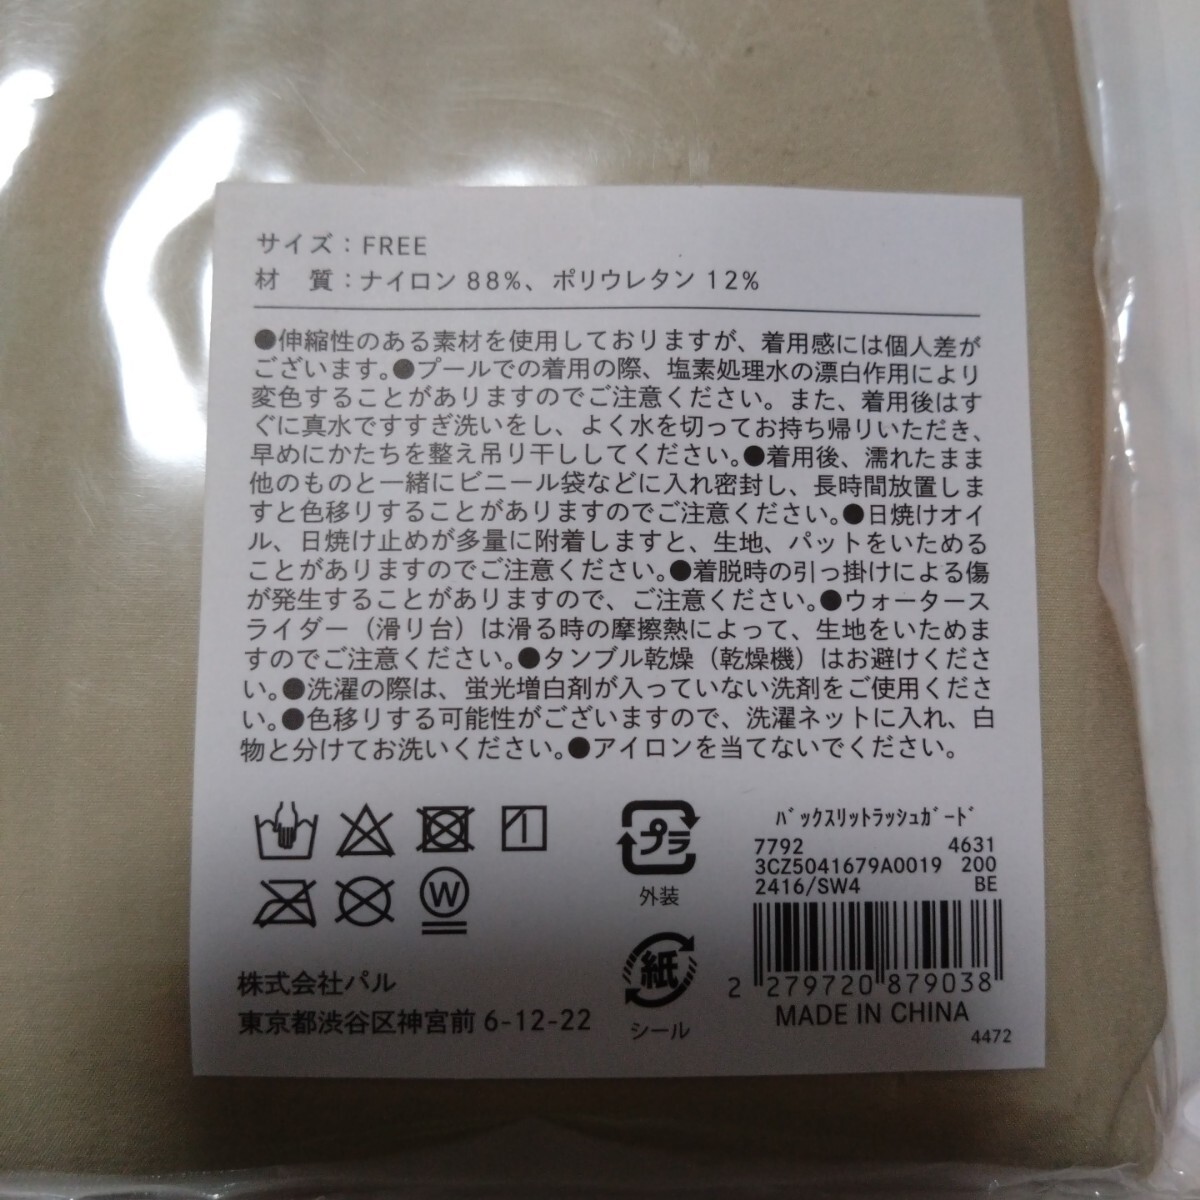 サイズ：FREE
材　質：ナイロン 88%、ポリウレタン 12%
●伸縮性のある素材を使用しておりますが、着用感には個人差が
ございます。●プールでの着用の際、塩素処理水の漂白作用により
変色することがありますのでご注意ください。また、着用後はす
ぐに真水ですすぎ洗いをし、よく水を切ってお持ち帰りいただき、
早めにかたちを整え吊り干ししてください。●着用後、濡れたまま
他のものと一緒にビニール袋などに入れ密封し、長時間放置しま
すと色移りすることがありますのでご注意ください。●日焼けオイ
ル、日焼け止めが多量に附着しますと、生地、パットをいためる
ことがありますのでご注意ください。●着脱時の引っ掛けによる傷
が発生することがありますので、ご注意ください。●ウォータース
ライダー（滑り台）は滑る時の摩擦熱によって、生地をいためま
すのでご注意ください。●タンブル乾燥（乾燥機）はお避けくださ
い。●洗濯の際は、蛍光増白剤が入っていない洗剤をご使用くださ
い。●色移りする可能性がございますので、洗濯ネットに入れ、白
物と分けてお洗いください。●アイロンを当てないでください。
W
プラ
外装
紙
シール
株式会社パル
東京都渋谷区神宮前 6-12-22
ﾊﾞｯｸｽﾘｯﾄﾗｯｼｭｶﾞｰﾄﾞ
7792 4631
3CZ5041679A0019 200
2416/SW4 BE
2 279720 879038
MADE IN CHINA
4472